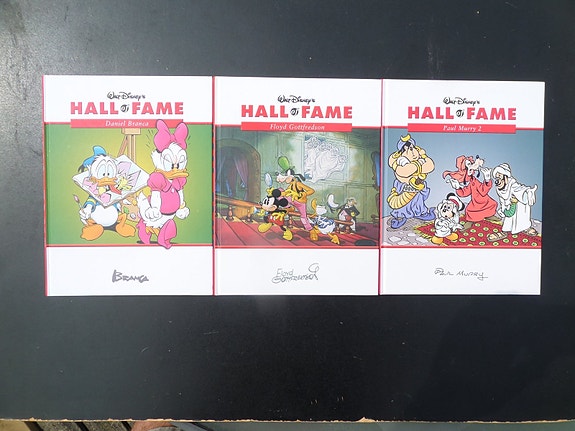 Walt Disney's
HALL of FAME
Daniel Branca
BRANCA
Walt Disney's
HALL of FAME
Floyd Gottfredson
Floyd
GOTTFREDSON
Walt Disney's
HALL of FAME
Paul Murry 2
PAUL MURRY